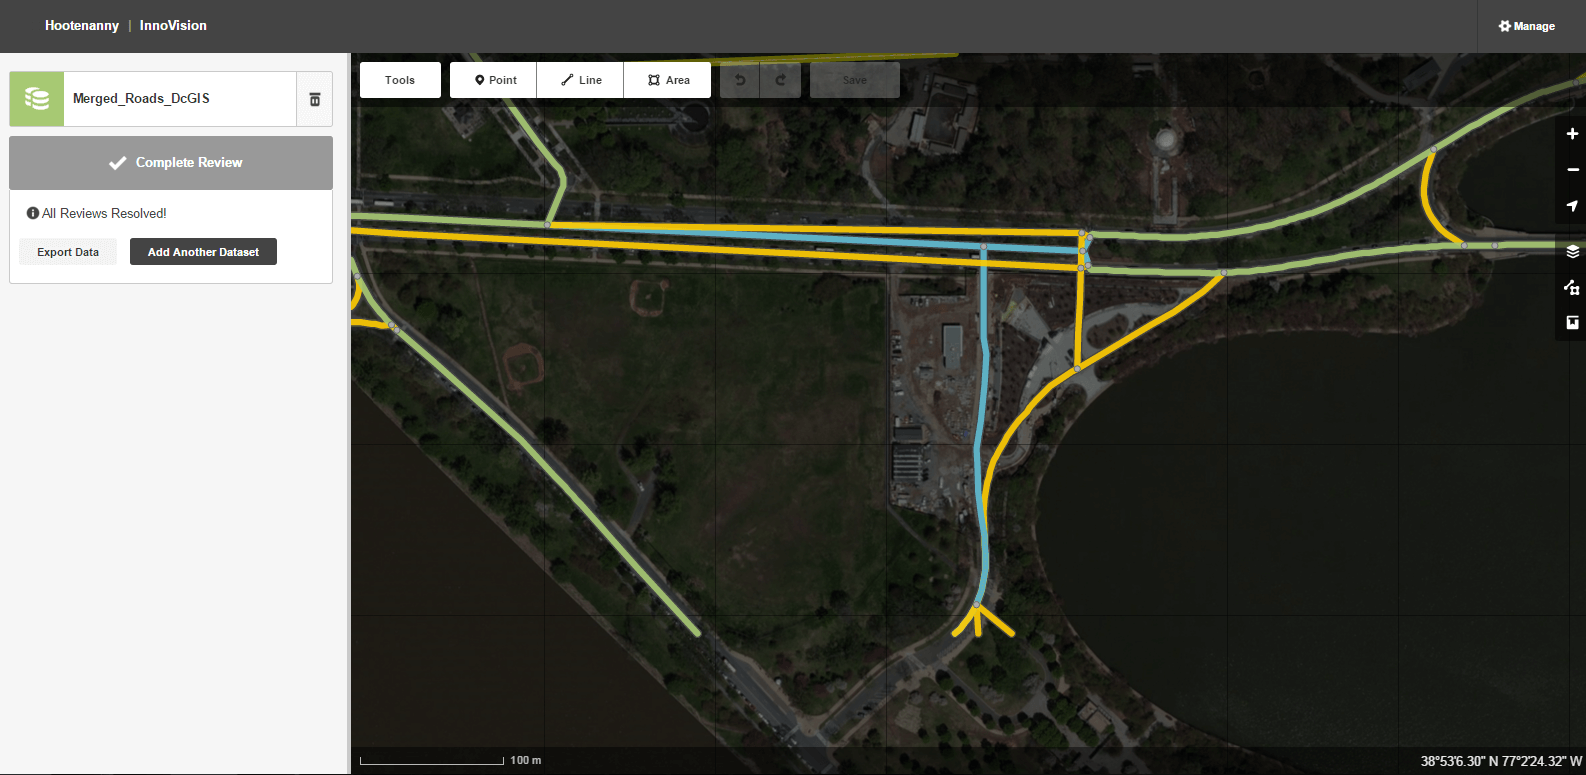 Hootenanny | InnoVision
Manage
Merged_Roads_DcGIS
Complete Review
All Reviews Resolved!
Export Data
Add Another Dataset
Tools
Point
Line
Area
Save
100 m
38°53'6.30" N 77°2'24.32" W